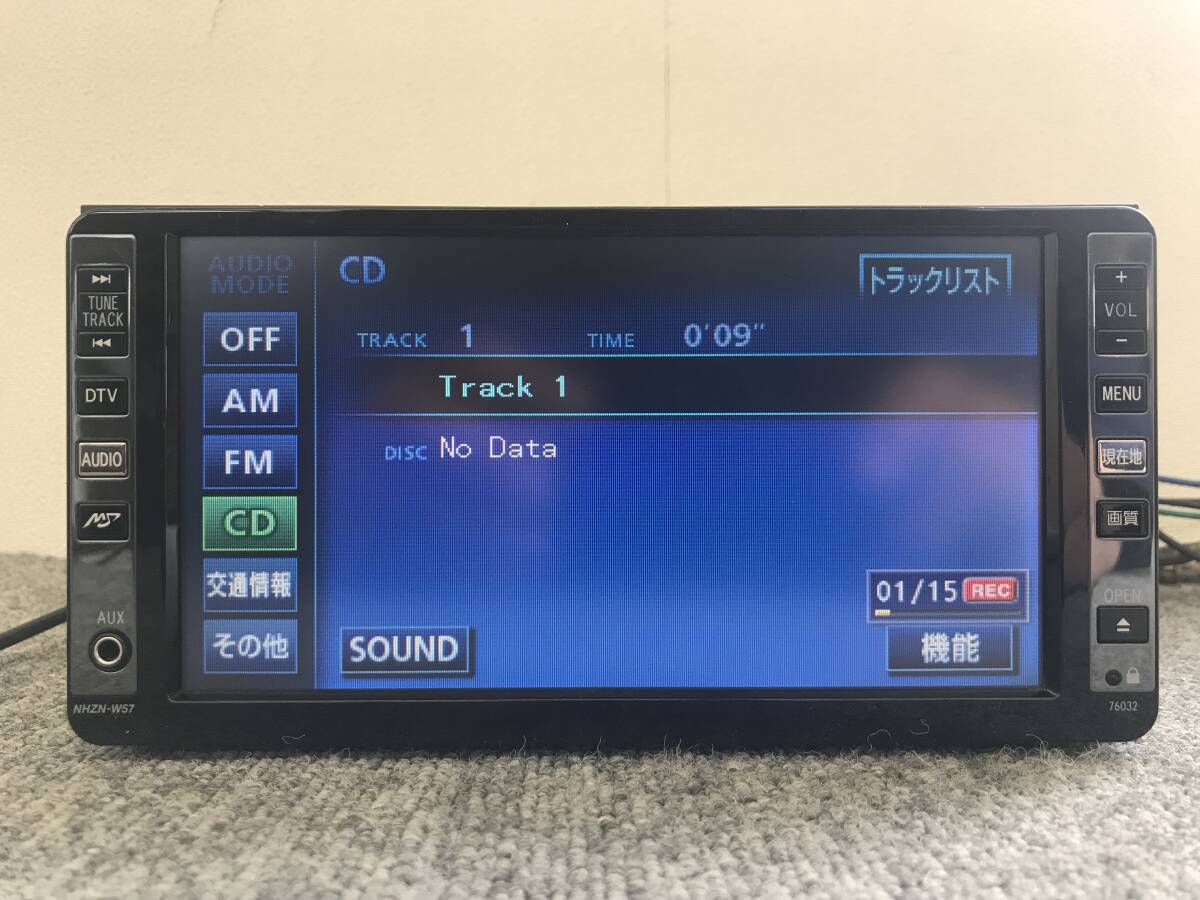 TUNE
TRACK
DTV
AUDIO
AUX
NHZN-W57
AUDIO
MODE
OFF
AM
FM
CD
交通情報
その他
CD
トラックリスト
TRACK 1 TIME 0'09"
Track 1
DISC No Data
01/15 REC
SOUND
機能
+
VOL
−
MENU
現在地
画質
OPEN
76032